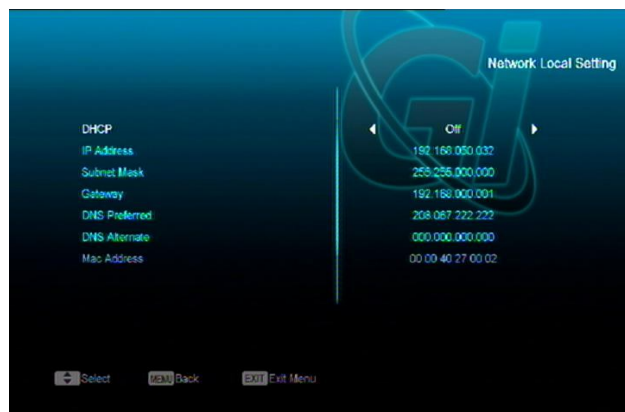 Network Local Setting
DHCP Off
IP Address 192.168.050.032
Subnet Mask 255.255.000.000
Gateway 192.168.000.001
DNS Preferred 208.067.222.222
DNS Alternate 000.000.000.000
Mac Address 00 00 40 27 00 02
Select MENU Back EXIT Exit Menu